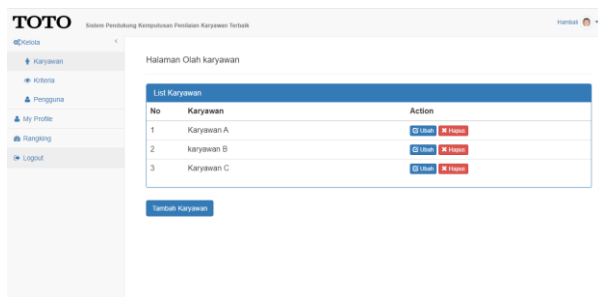 TOTO Sistem Pendukung Kemputusan Penilaian Karyawan Terbaik
Hambali
Kelola
Karyawan
Kriteria
Pengguna
My Profile
Rangking
Logout
Halaman Olah karyawan
List Karyawan
No Karyawan Action
1 Karyawan A Ubah Hapus
2 karyawan B Ubah Hapus
3 Karyawan C Ubah Hapus
Tambah Karyawan